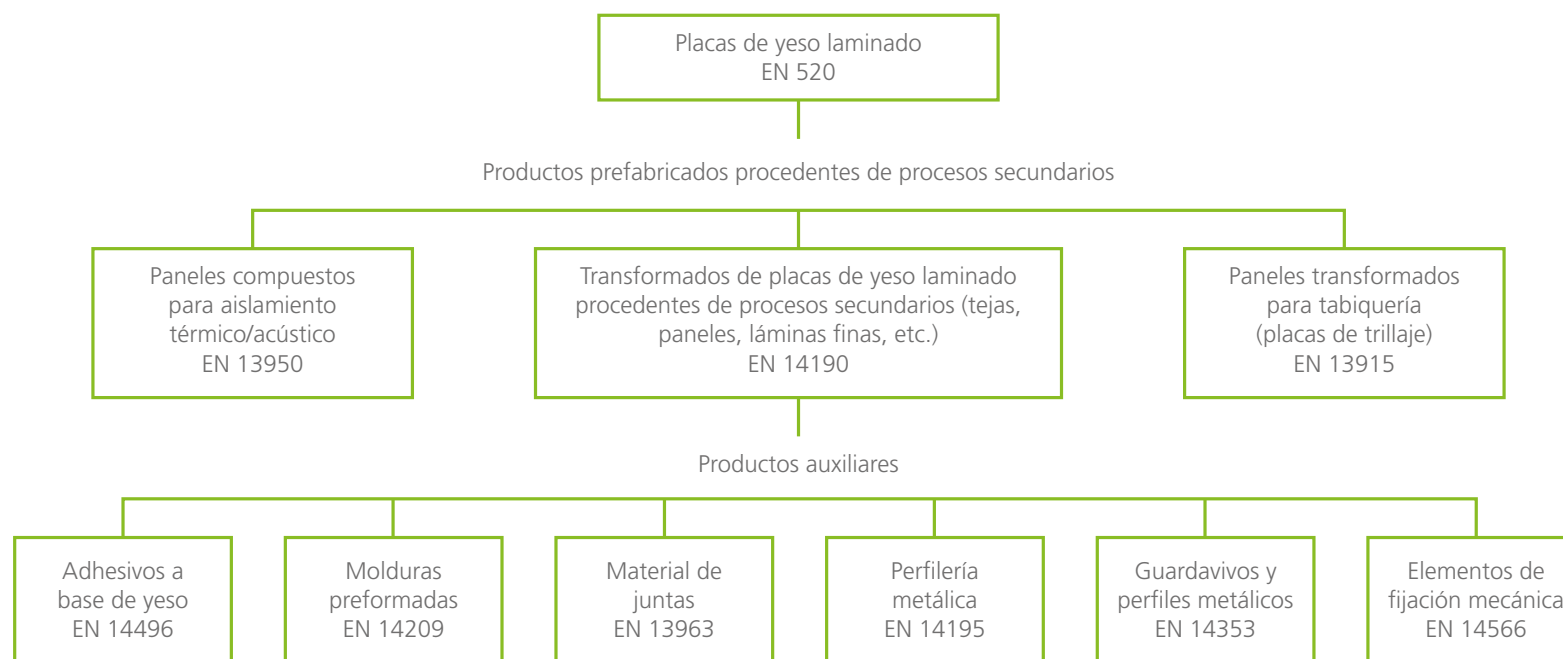 Placas de yeso laminado
EN 520
Productos prefabricados procedentes de procesos secundarios
Paneles compuestos
para aislamiento
térmico/acústico
EN 13950
Transformados de placas de yeso laminado
procedentes de procesos secundarios (tejas,
paneles, láminas finas, etc.)
EN 14190
Paneles transformados
para tabiquería
(placas de trillaje)
EN 13915
Productos auxiliares
Adhesivos a
base de yeso
EN 14496
Molduras
preformadas
EN 14209
Material de
juntas
EN 13963
Perfilería
metálica
EN 14195
Guardavivos y
perfiles metálicos
EN 14353
Elementos de
fijación mecánica
EN 14566